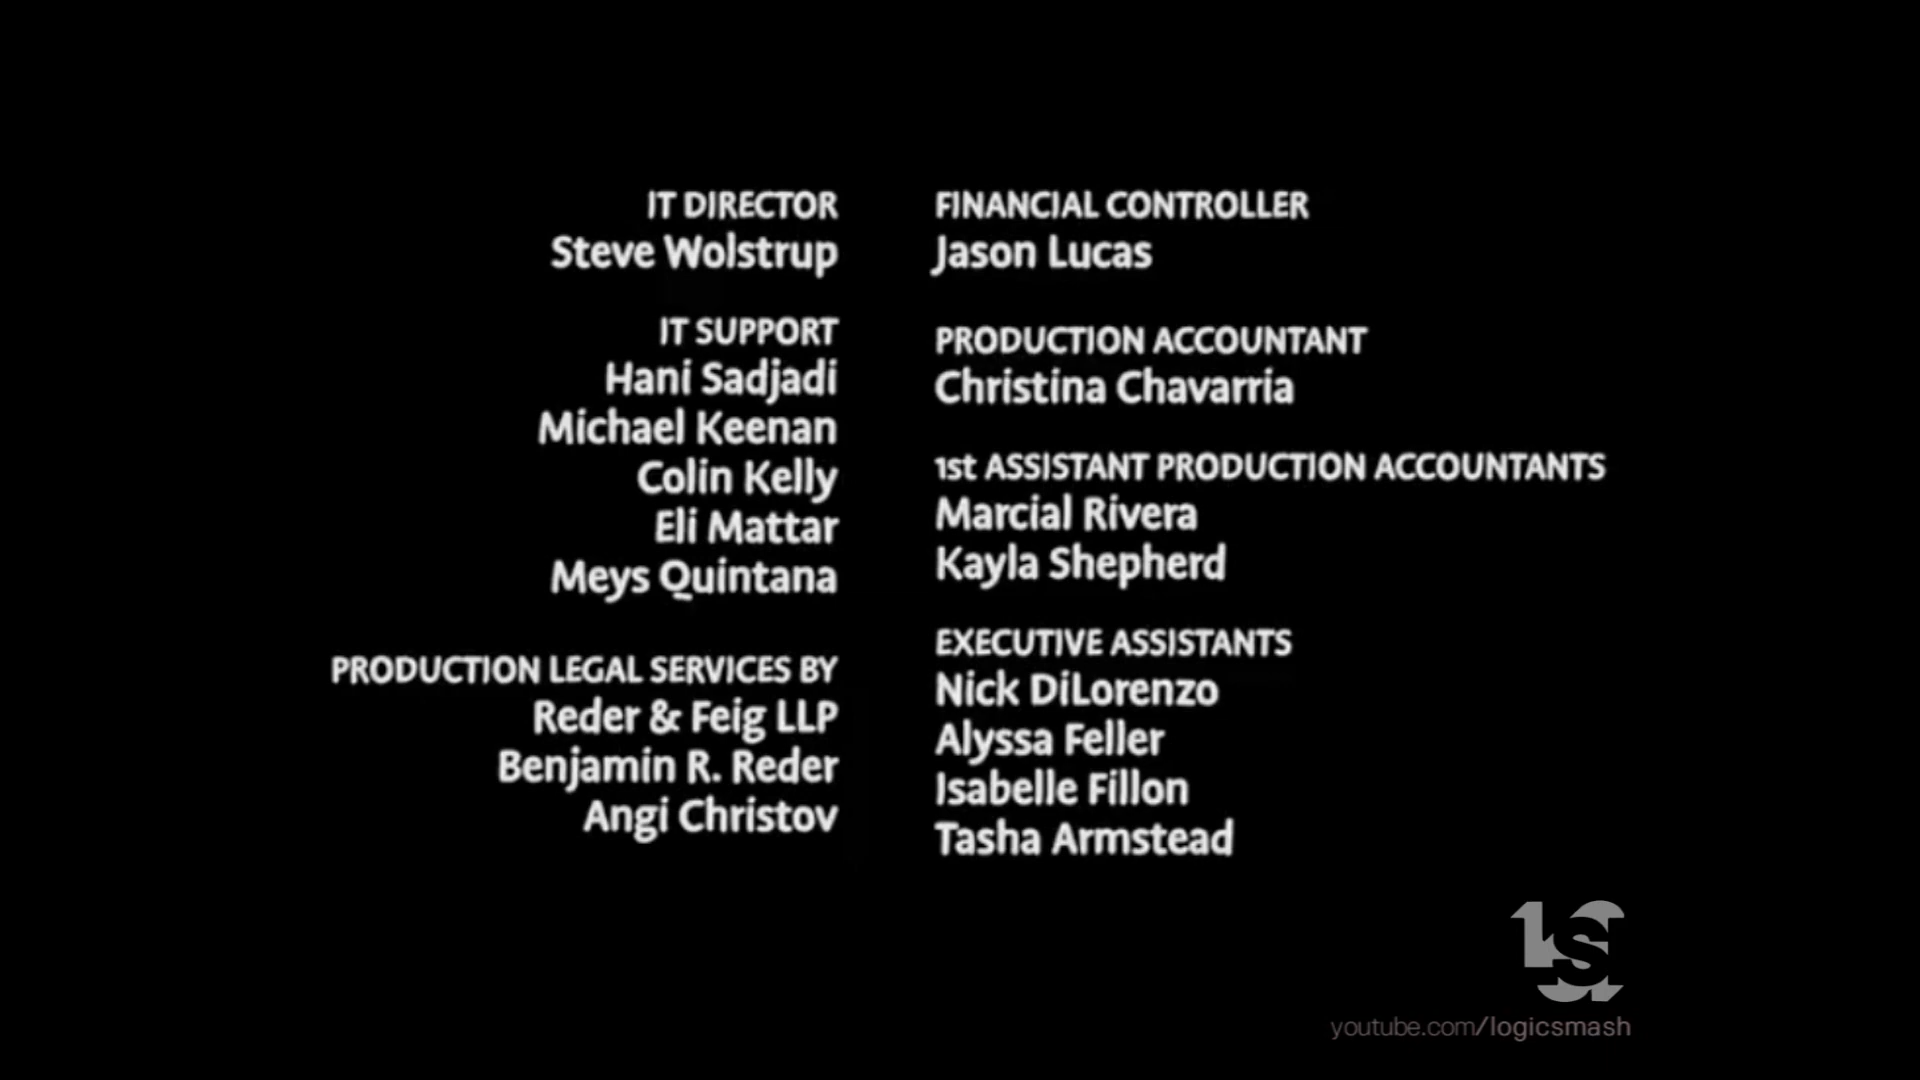 IT DIRECTOR
Steve Wolstrup
IT SUPPORT
Hani Sadjadi
Michael Keenan
Colin Kelly
Eli Mattar
Meys Quintana
PRODUCTION LEGAL SERVICES BY
Reder & Feig LLP
Benjamin R. Reder
Angi Christov
FINANCIAL CONTROLLER
Jason Lucas
PRODUCTION ACCOUNTANT
Christina Chavarria
1st ASSISTANT PRODUCTION ACCOUNTANTS
Marcial Rivera
Kayla Shepherd
EXECUTIVE ASSISTANTS
Nick DiLorenzo
Alyssa Feller
Isabelle Fillon
Tasha Armstead
youtube.com/logicsmash